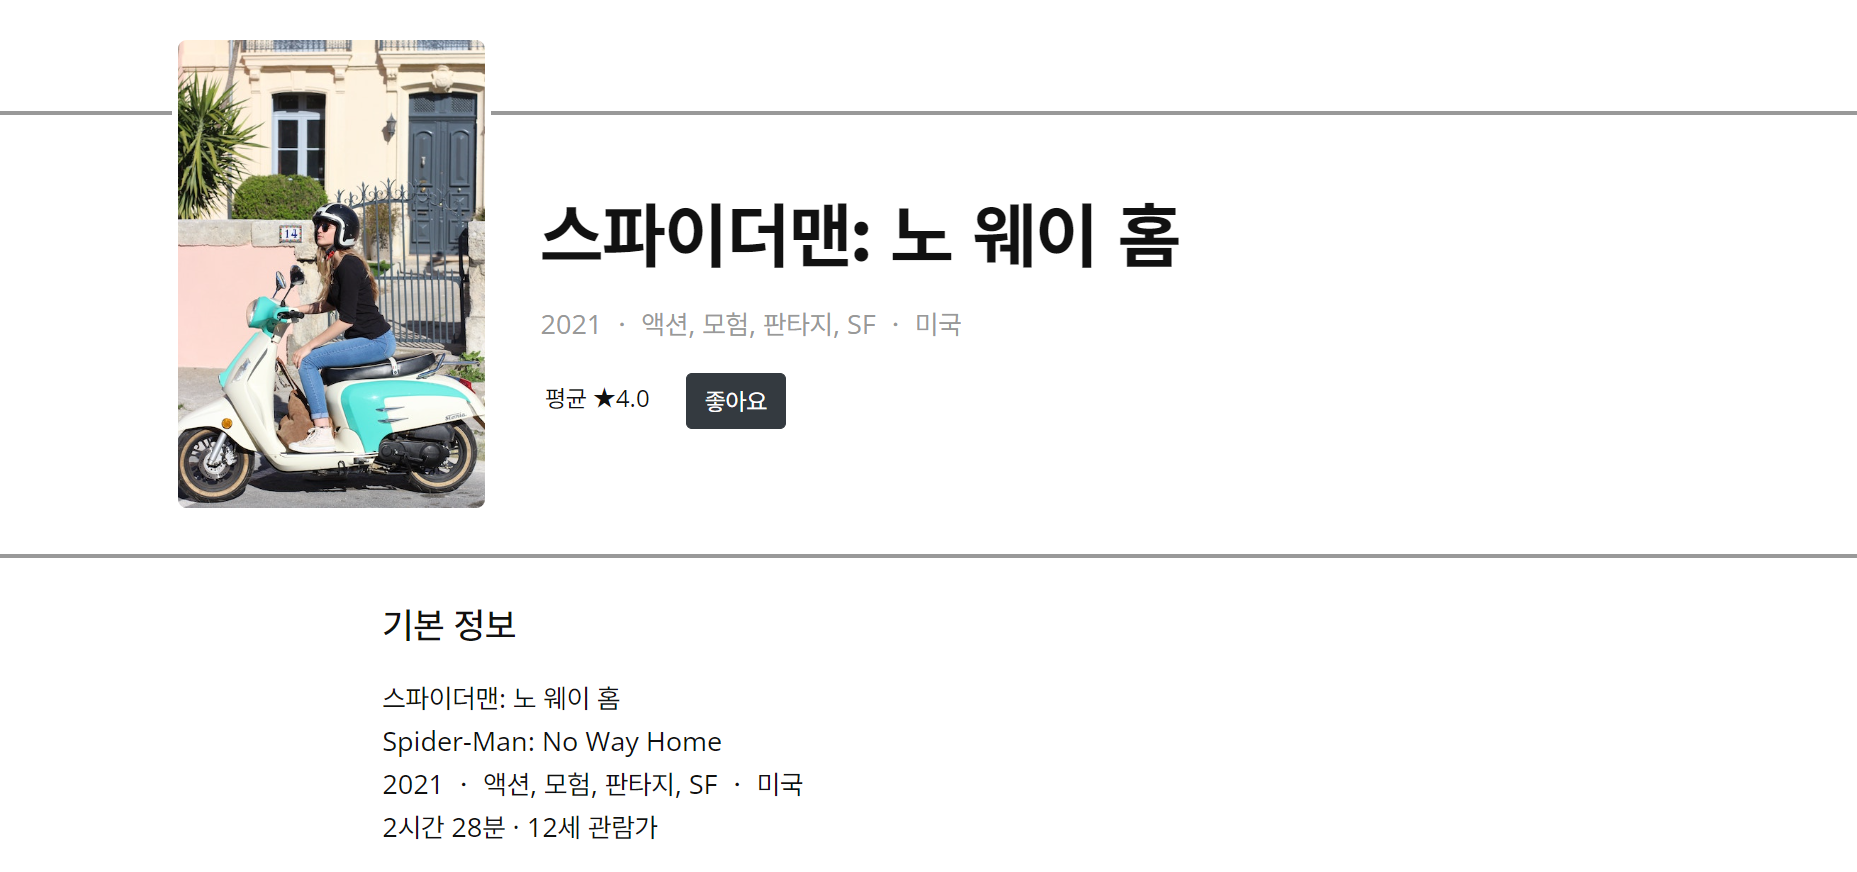 14
스파이더맨: 노 웨이 홈
2021 · 액션, 모험, 판타지, SF · 미국
평균 ★4.0
좋아요
기본 정보
스파이더맨: 노 웨이 홈
Spider-Man: No Way Home
2021 · 액션, 모험, 판타지, SF · 미국
2시간 28분 · 12세 관람가